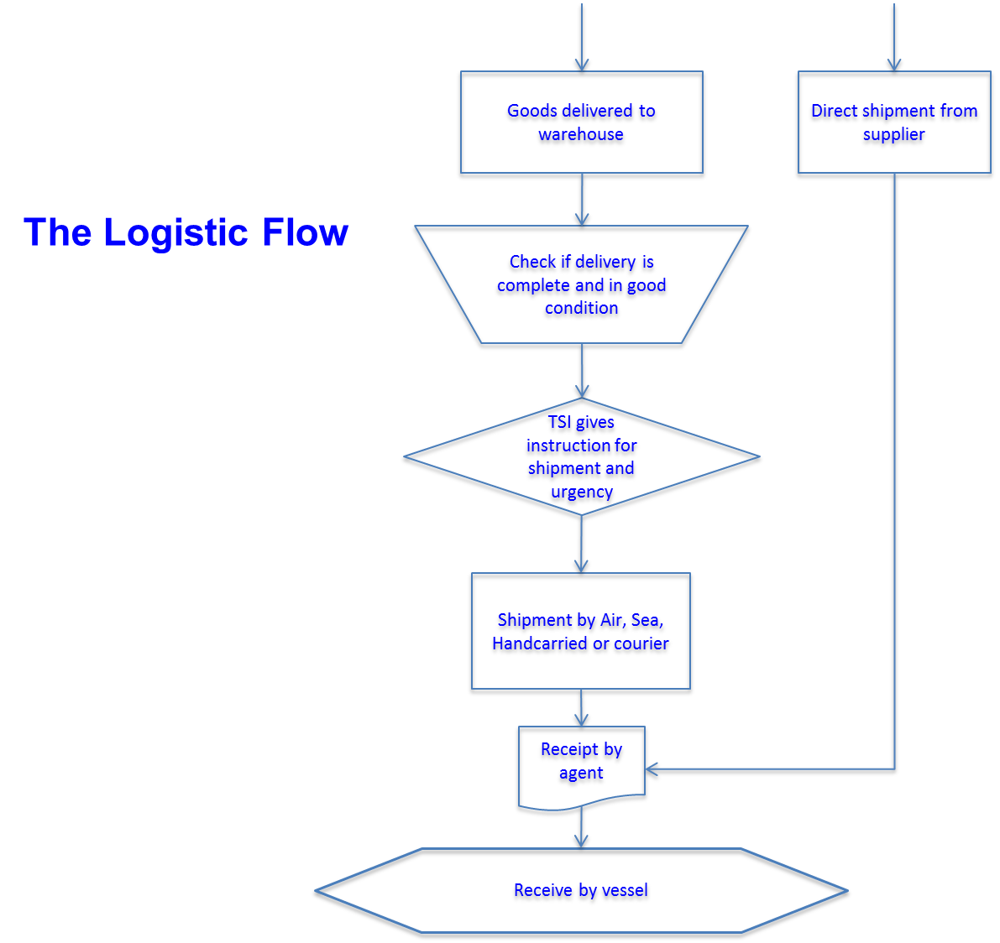 Goods delivered to
warehouse
Direct shipment from
supplier
The Logistic Flow
Check if delivery is
complete and in good
condition
TSI gives
instruction for
shipment and
urgency
Shipment by Air, Sea,
Handcarried or courier
Receipt by
agent
Receive by vessel